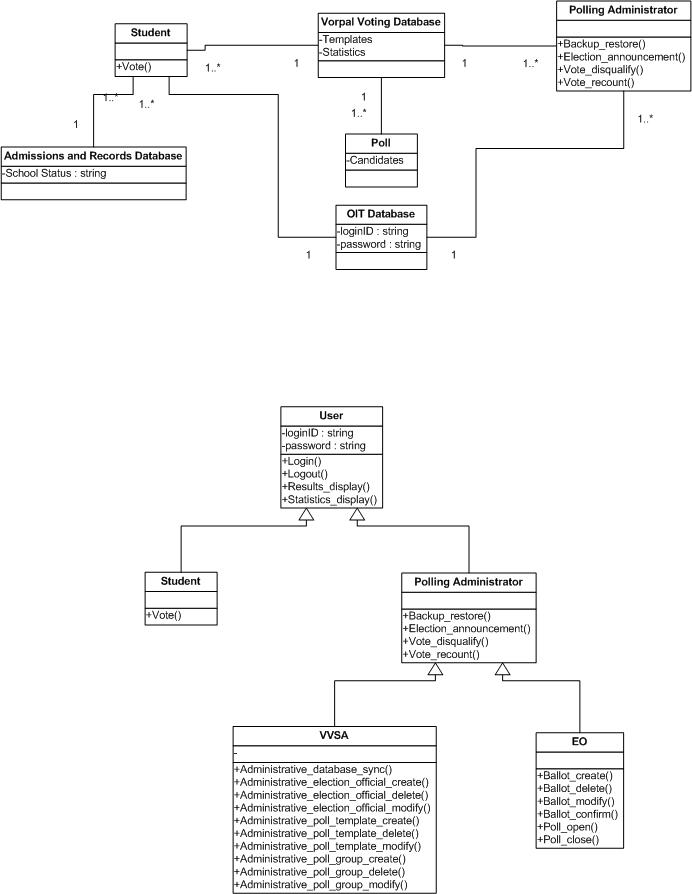 Student
+Vote()
Vorpal Voting Database
-Templates
-Statistics
Polling Administrator
+Backup_restore()
+Election_announcement()
+Vote_disqualify()
+Vote_recount()
1..*
1
1
1..*
1..*
1..*
1
1
1..*
1..*
Admissions and Records Database
-School Status : string
Poll
-Candidates
OIT Database
-loginID : string
-password : string
1
1
User
-loginID : string
-password : string
+Login()
+Logout()
+Results_display()
+Statistics_display()
Student
+Vote()
Polling Administrator
+Backup_restore()
+Election_announcement()
+Vote_disqualify()
+Vote_recount()
VVSA
-
+Administrative_database_sync()
+Administrative_election_official_create()
+Administrative_election_official_delete()
+Administrative_election_official_modify()
+Administrative_poll_template_create()
+Administrative_poll_template_delete()
+Administrative_poll_template_modify()
+Administrative_poll_group_create()
+Administrative_poll_group_delete()
+Administrative_poll_group_modify()
EO
+Ballot_create()
+Ballot_delete()
+Ballot_modify()
+Ballot_confirm()
+Poll_open()
+Poll_close()